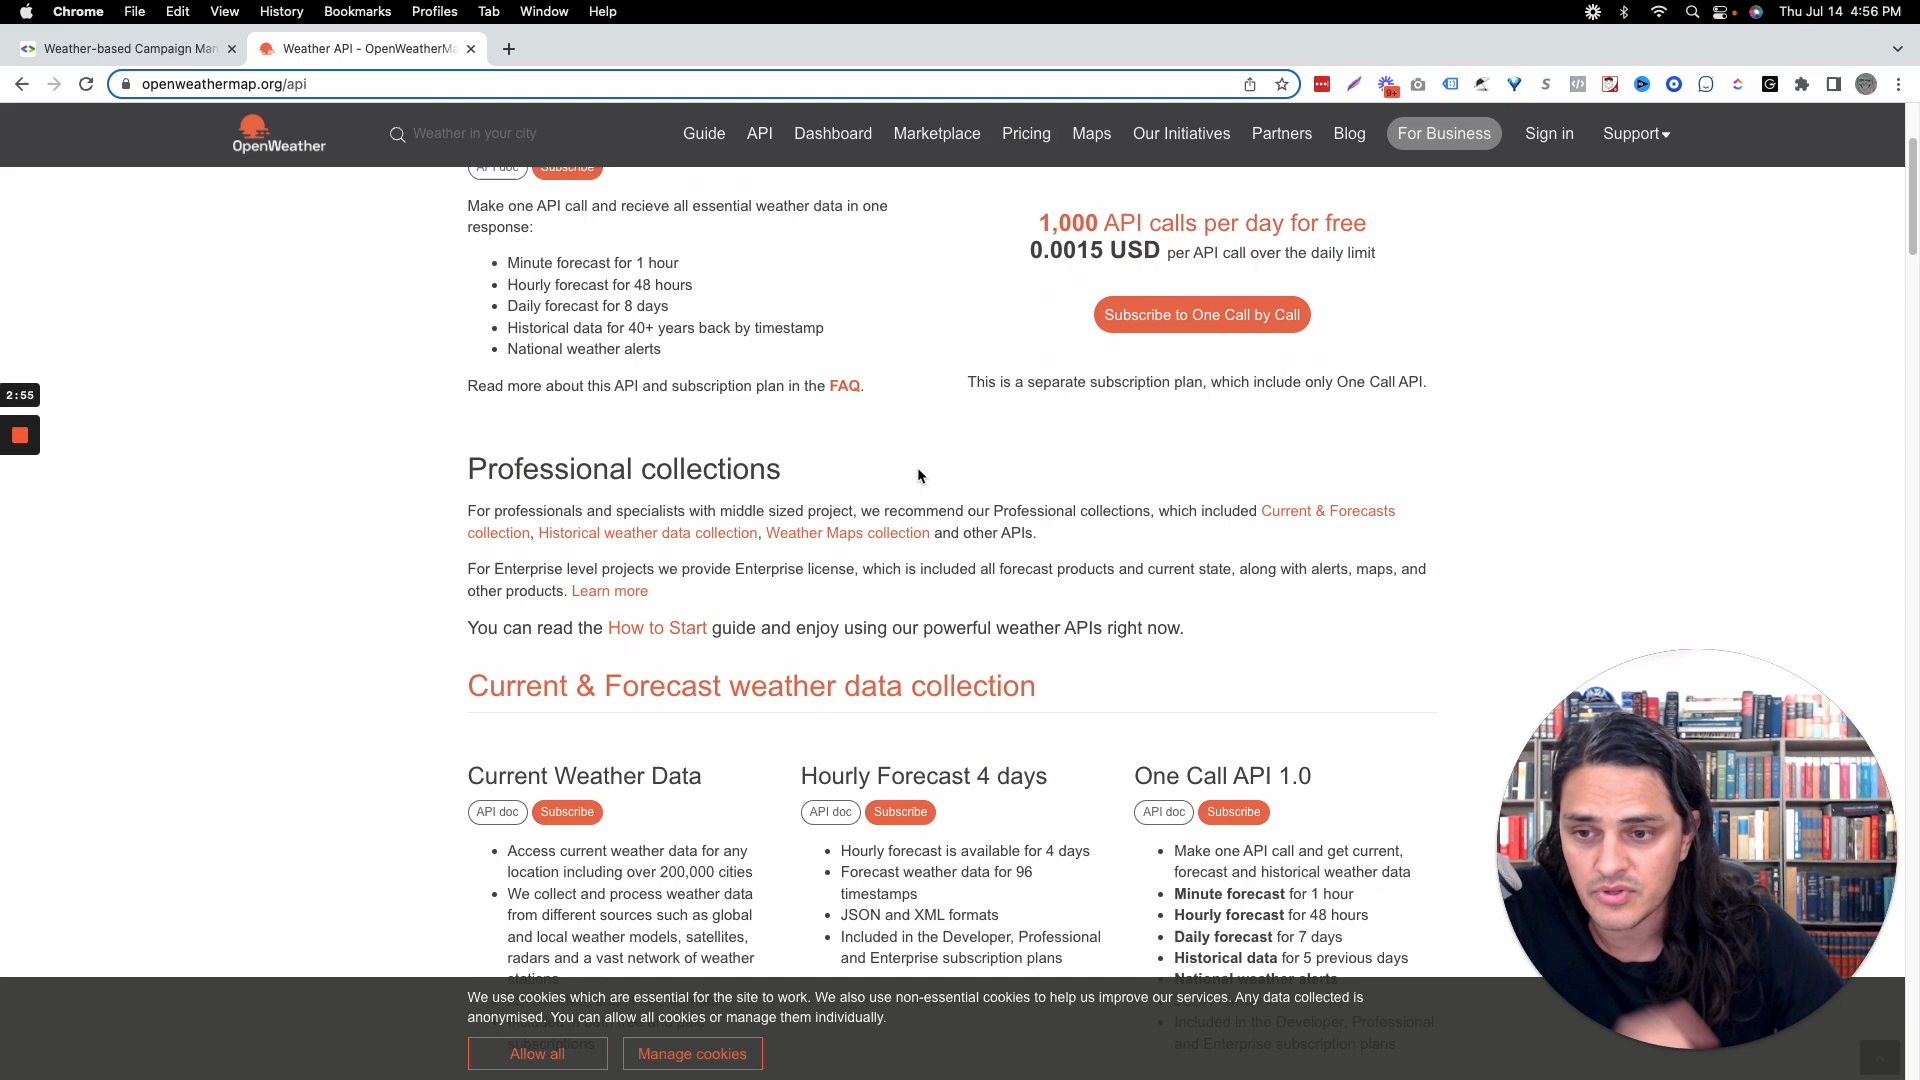 Chrome File Edit View History Bookmarks Profiles Tab Window Help Thu Jul 14 4:56 PM
Weather-based Campaign Man
Weather API - OpenWeatherMa
openweathermap.org/api
9+
OpenWeather
Weather in your city
Guide API Dashboard Marketplace Pricing Maps Our Initiatives Partners Blog For Business Sign in Support
API doc Subscribe
Make one API call and recieve all essential weather data in one
response:
Minute forecast for 1 hour
Hourly forecast for 48 hours
Daily forecast for 8 days
Historical data for 40+ years back by timestamp
National weather alerts
Read more about this API and subscription plan in the FAQ.
1,000 API calls per day for free
0.0015 USD per API call over the daily limit
Subscribe to One Call by Call
This is a separate subscription plan, which include only One Call API.
2:55
Professional collections
For professionals and specialists with middle sized project, we recommend our Professional collections, which included Current & Forecasts
collection, Historical weather data collection, Weather Maps collection and other APIs.
For Enterprise level projects we provide Enterprise license, which is included all forecast products and current state, along with alerts, maps, and
other products. Learn more
You can read the How to Start guide and enjoy using our powerful weather APIs right now.
Current & Forecast weather data collection
Current Weather Data
API doc Subscribe
Access current weather data for any
location including over 200,000 cities
We collect and process weather data
from different sources such as global
and local weather models, satellites,
radars and a vast network of weather
stations
subscriptions
Hourly Forecast 4 days
API doc Subscribe
Hourly forecast is available for 4 days
Forecast weather data for 96
timestamps
JSON and XML formats
Included in the Developer, Professional
and Enterprise subscription plans
One Call API 1.0
API doc Subscribe
Make one API call and get current,
forecast and historical weather data
Minute forecast for 1 hour
Hourly forecast for 48 hours
Daily forecast for 7 days
Historical data for 5 previous days
National weather alerts
Included in the Developer, Professional
and Enterprise subscription plans
We use cookies which are essential for the site to work. We also use non-essential cookies to help us improve our services. Any data collected is
anonymised. You can allow all cookies or manage them individually.
Allow all Manage cookies